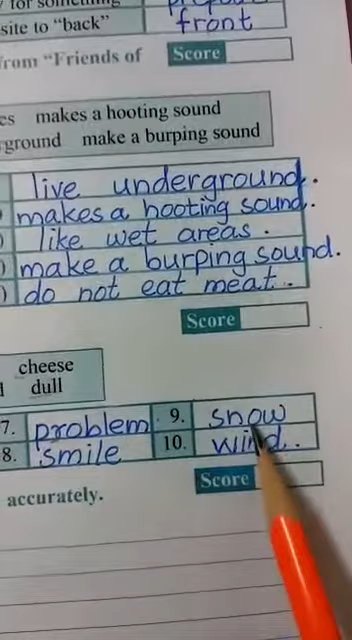 for something
site to "back" front
from "Friends of Score
es makes a hooting sound
rground make a burping sound
live underground.
makes a hooting sound.
like wet areas.
make a burping sound.
do not eat meat.
Score
cheese
dull
7. problem 9. snow
8. smile 10. wind.
Score
accurately.